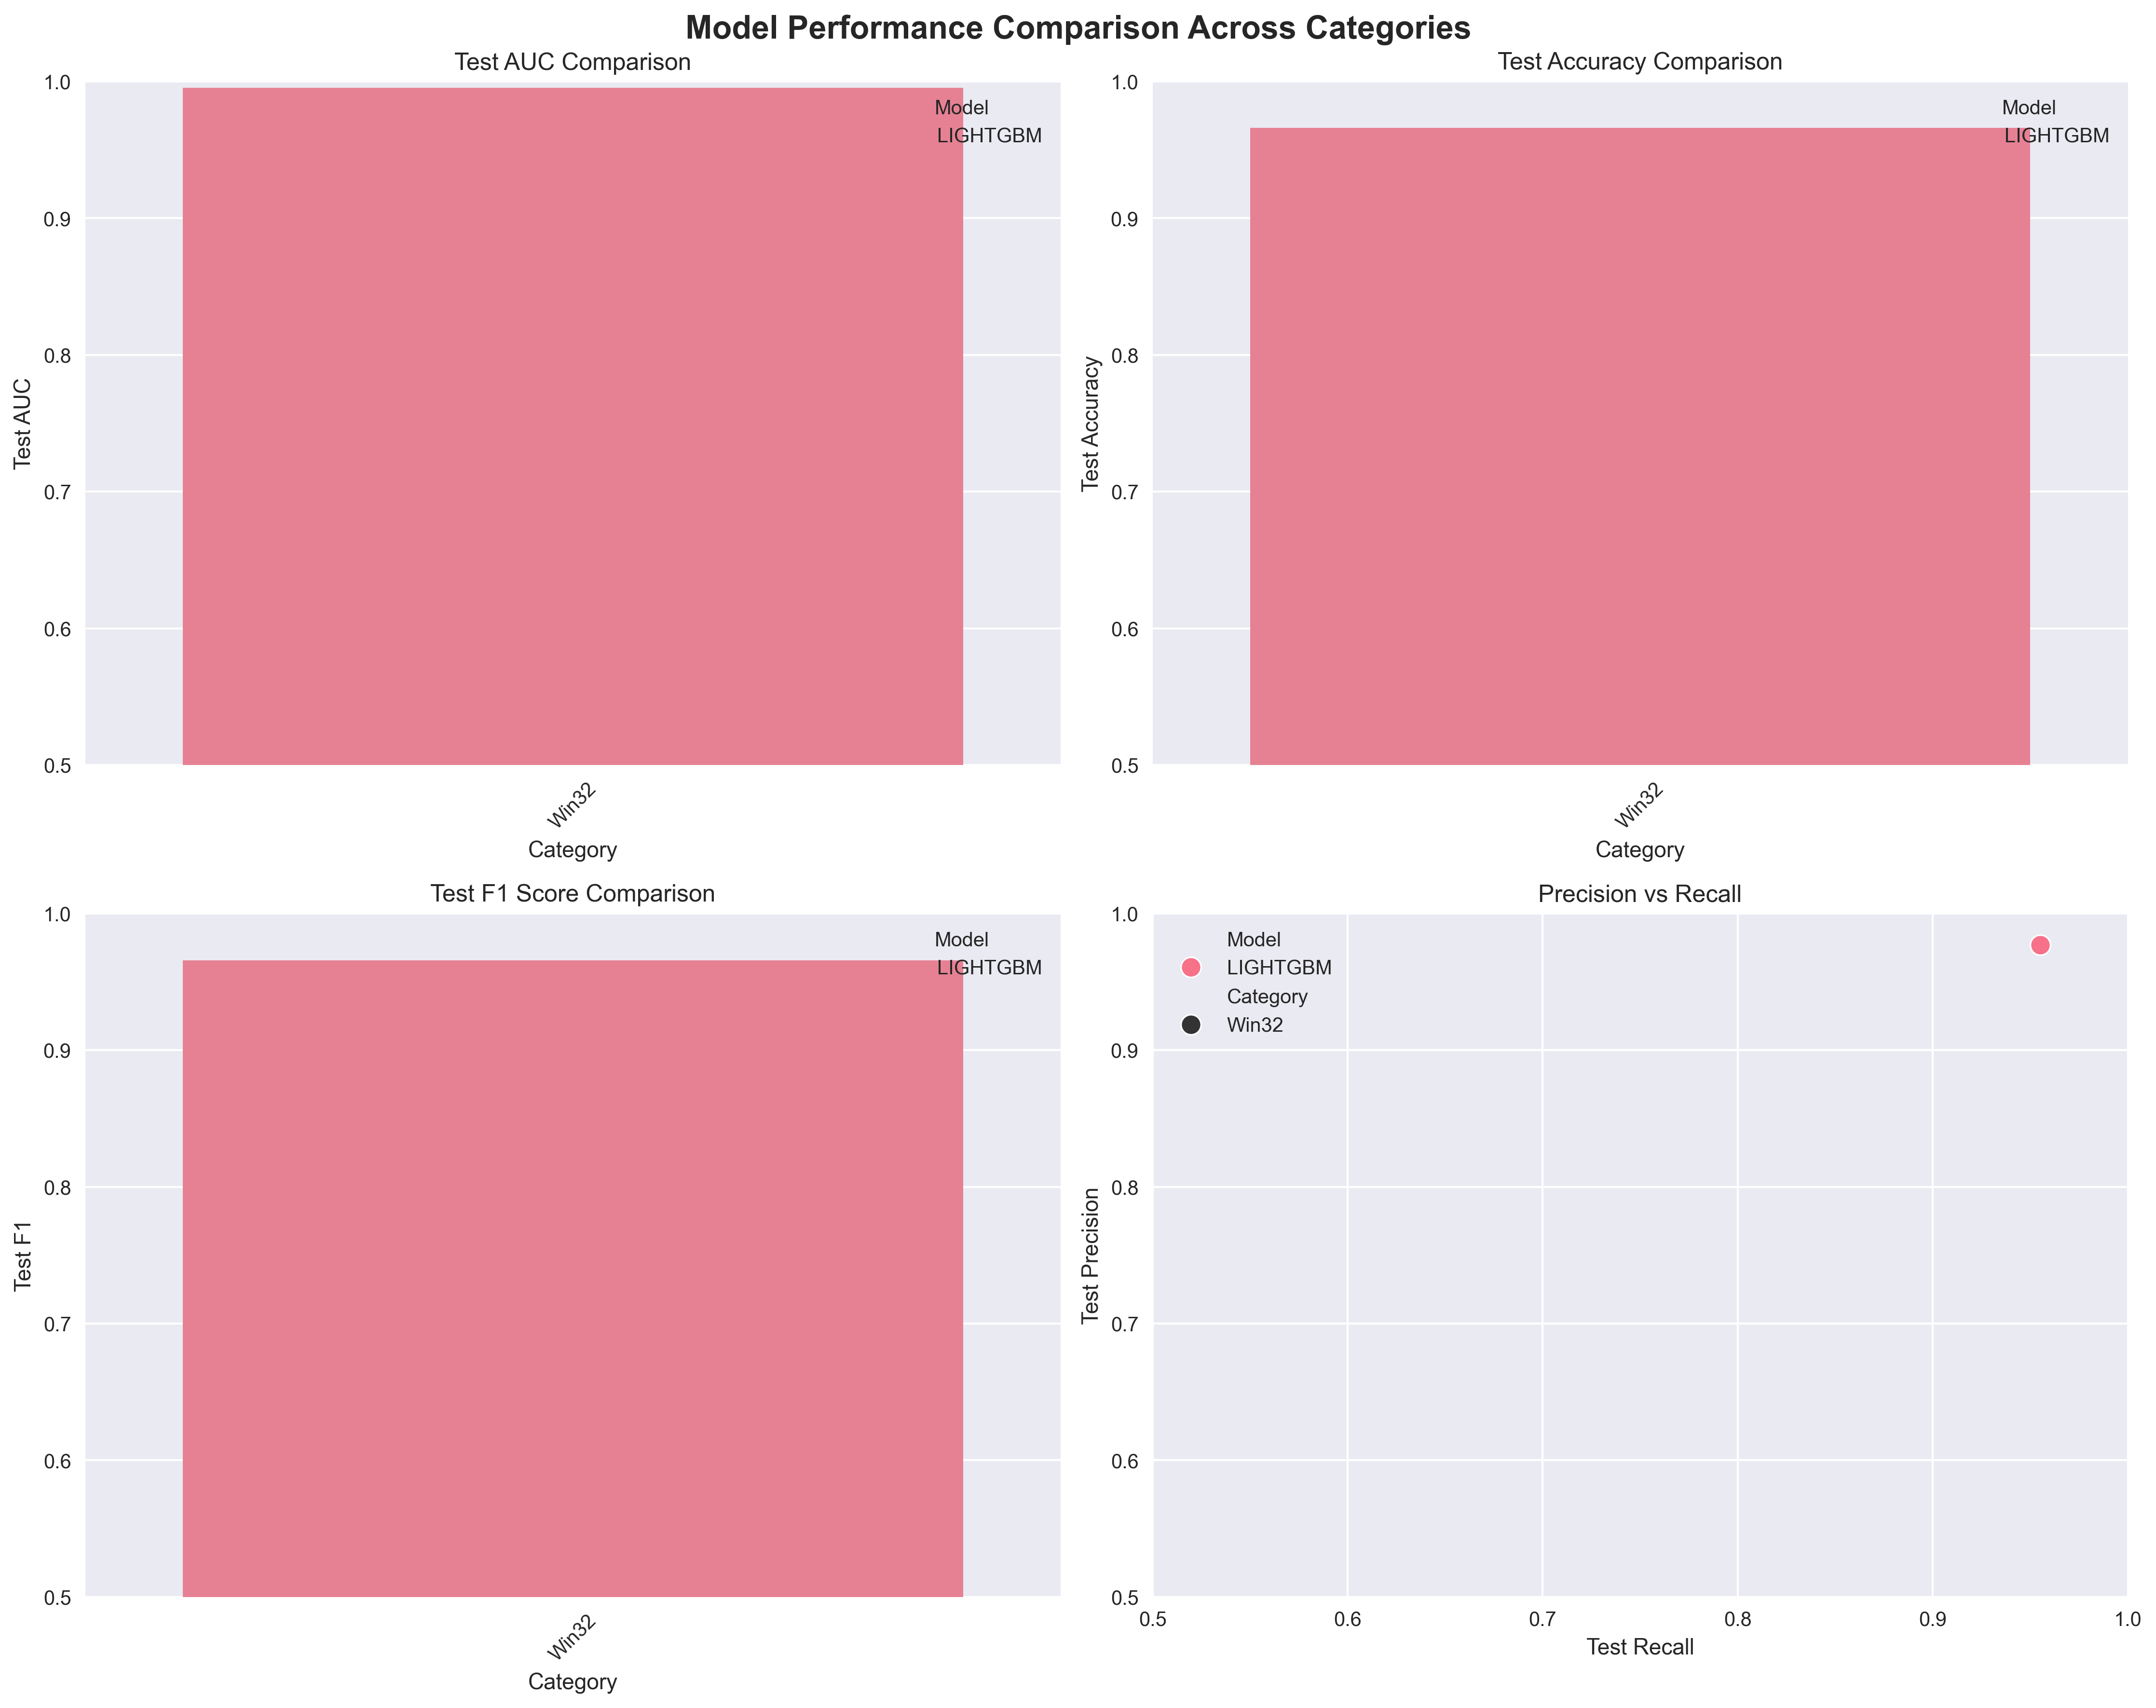 Model Performance Comparison Across Categories
Test AUC Comparison
1.0
0.9
0.8
0.7
0.6
0.5
Test AUC
Model
LIGHTGBM
Win32
Category
Test Accuracy Comparison
1.0
0.9
0.8
0.7
0.6
0.5
Test Accuracy
Model
LIGHTGBM
Win32
Category
Test F1 Score Comparison
1.0
0.9
0.8
0.7
0.6
0.5
Test F1
Model
LIGHTGBM
Win32
Category
Precision vs Recall
1.0
0.9
0.8
0.7
0.6
0.5
Test Precision
Model
LIGHTGBM
Category
Win32
0.5 0.6 0.7 0.8 0.9 1.0
Test Recall